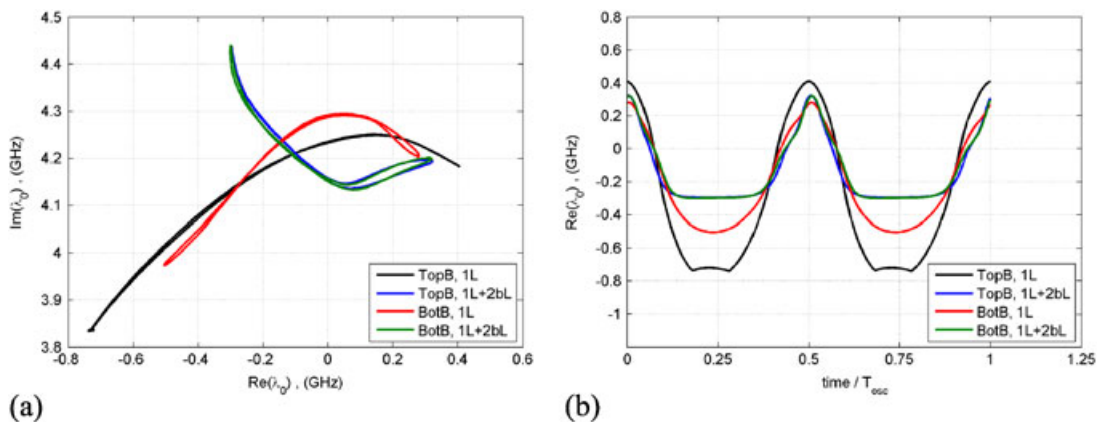 4.5
4.4
4.3
4.2
4.1
4
3.9
3.8
Im(λ0) , (GHz)
-0.8 -0.6 -0.4 -0.2 0 0.2 0.4 0.6
Re(λ0) , (GHz)
TopB, 1L
TopB, 1L+2bL
BotB, 1L
BotB, 1L+2bL
(a)
0.8
0.6
0.4
0.2
0
-0.2
-0.4
-0.6
-0.8
-1
Re(λ0) , (GHz)
0 0.25 0.5 0.75 1 1.25
time / Tosc
TopB, 1L
TopB, 1L+2bL
BotB, 1L
BotB, 1L+2bL
(b)